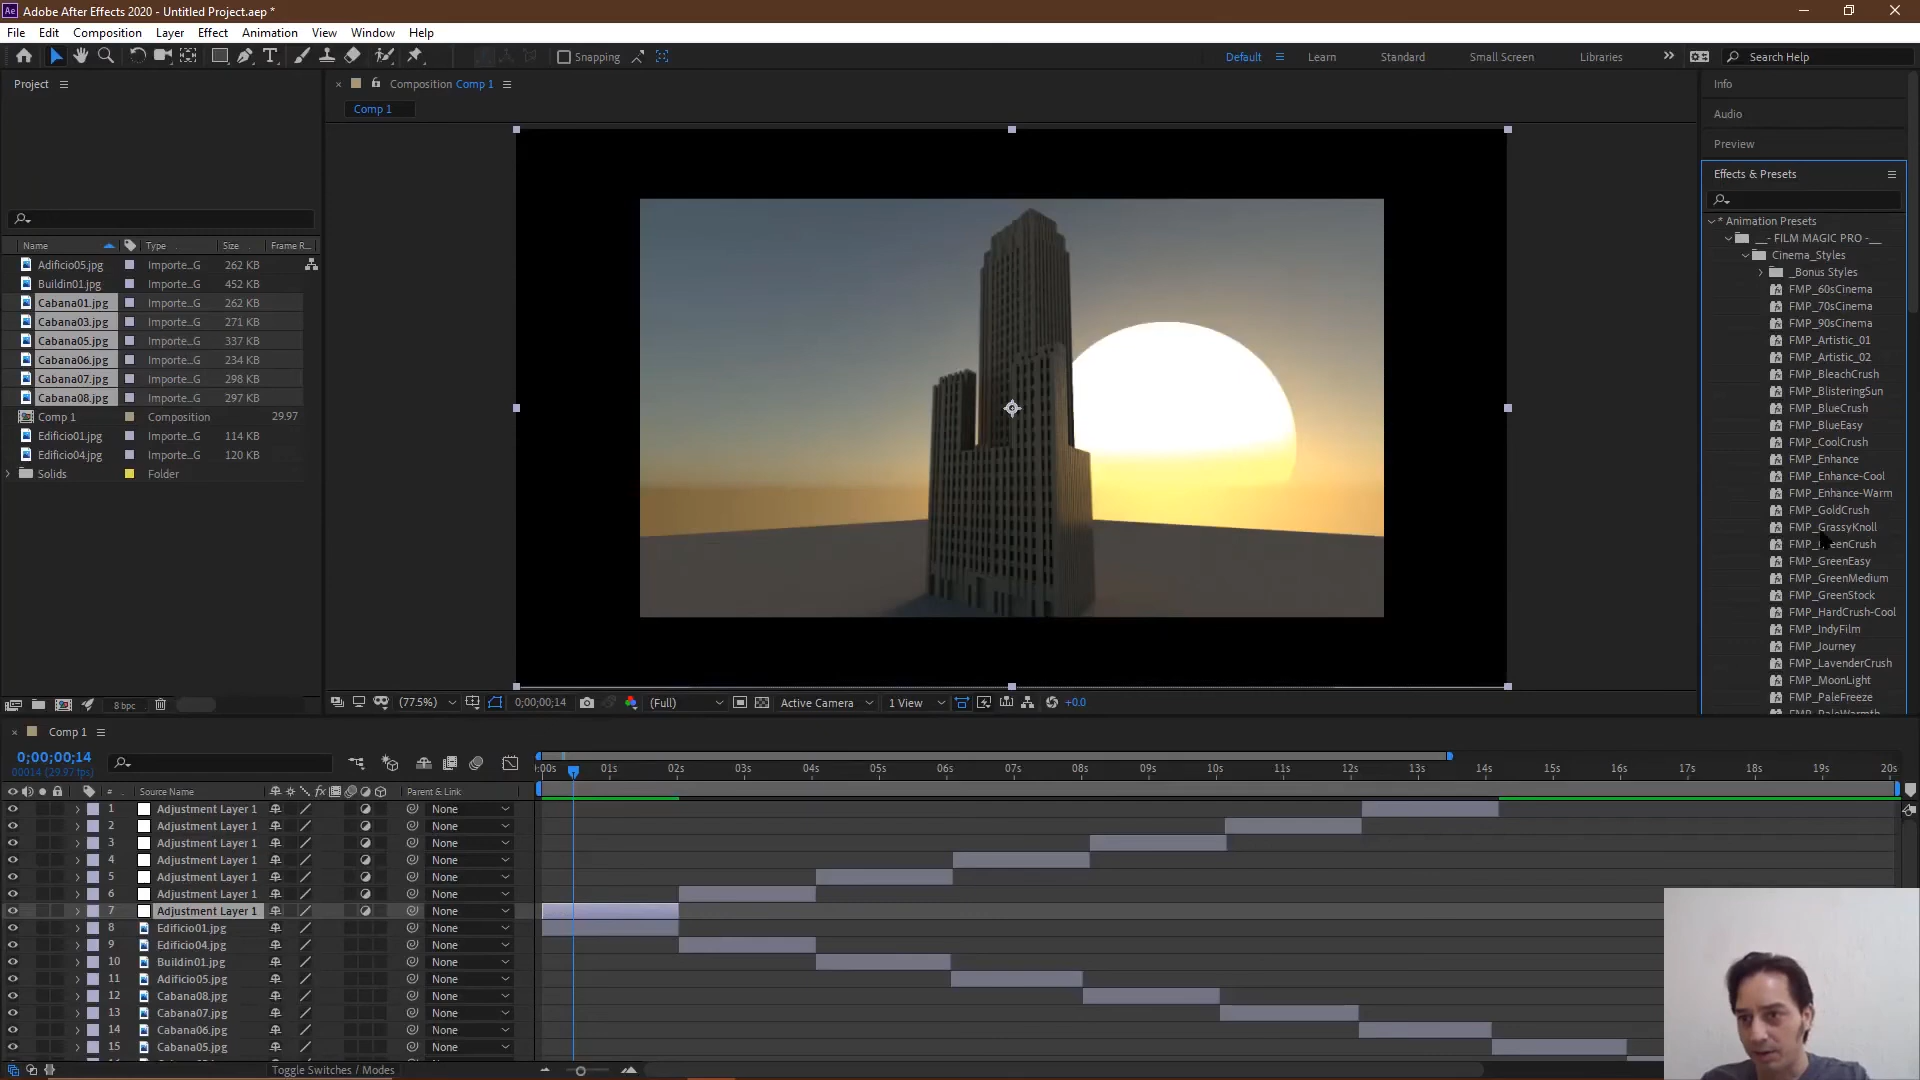 Adobe After Effects 2020 - Untitled Project.aep *
File Edit Composition Layer Effect Animation View Window Help
Snapping Default Learn Standard Small Screen Libraries Search Help
Project
Composition Comp 1
Comp 1
Name Type Size Frame R...
Adificio05.jpg Importe...G 262 KB
Buildin01.jpg Importe...G 452 KB
Cabana01.jpg Importe...G 262 KB
Cabana03.jpg Importe...G 271 KB
Cabana05.jpg Importe...G 337 KB
Cabana06.jpg Importe...G 234 KB
Cabana07.jpg Importe...G 298 KB
Cabana08.jpg Importe...G 297 KB
Comp 1 Composition 29.97
Edificio01.jpg Importe...G 114 KB
Edificio04.jpg Importe...G 120 KB
Solids Folder
8 bpc
(77.5%) 0;00;00;14 (Full) Active Camera 1 View +0.0
Info
Audio
Preview
Effects & Presets
* Animation Presets
__- FILM MAGIC PRO -__
Cinema_Styles
_Bonus Styles
FMP_60sCinema
FMP_70sCinema
FMP_90sCinema
FMP_Artistic_01
FMP_Artistic_02
FMP_BleachCrush
FMP_BlisteringSun
FMP_BlueCrush
FMP_BlueEasy
FMP_CoolCrush
FMP_Enhance
FMP_Enhance-Cool
FMP_Enhance-Warm
FMP_GoldCrush
FMP_GrassyKnoll
FMP_GreenCrush
FMP_GreenEasy
FMP_GreenMedium
FMP_GreenStock
FMP_HardCrush-Cool
FMP_IndyFilm
FMP_Journey
FMP_LavenderCrush
FMP_MoonLight
FMP_PaleFreeze
FMP_PaleWarmth
Comp 1
0;00;00;14
00014 (29.97 fps)
:00s 01s 02s 03s 04s 05s 06s 07s 08s 09s 10s 11s 12s 13s 14s 15s 16s 17s 18s 19s 20s
# Source Name Parent & Link
1 Adjustment Layer 1 None
2 Adjustment Layer 1 None
3 Adjustment Layer 1 None
4 Adjustment Layer 1 None
5 Adjustment Layer 1 None
6 Adjustment Layer 1 None
7 Adjustment Layer 1 None
8 Edificio01.jpg None
9 Edificio04.jpg None
10 Buildin01.jpg None
11 Adificio05.jpg None
12 Cabana08.jpg None
13 Cabana07.jpg None
14 Cabana06.jpg None
15 Cabana05.jpg None
Toggle Switches / Modes